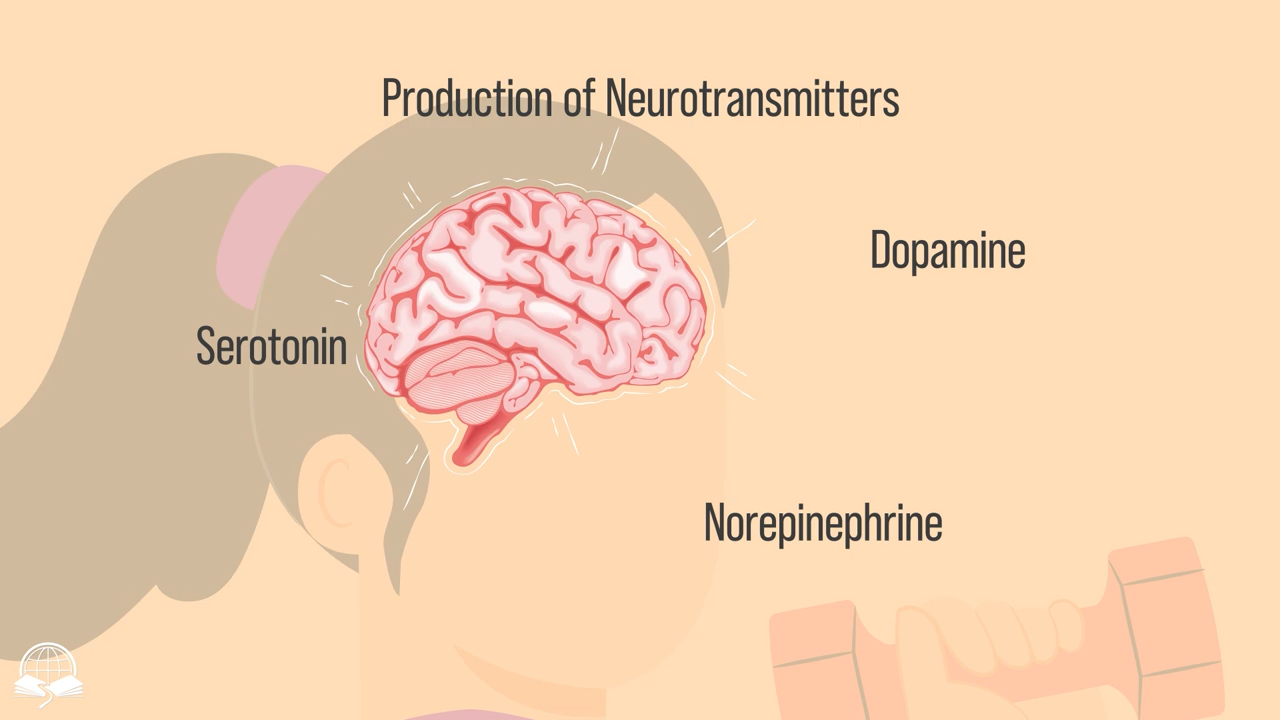 Production of Neurotransmitters
Dopamine
Serotonin
Norepinephrine